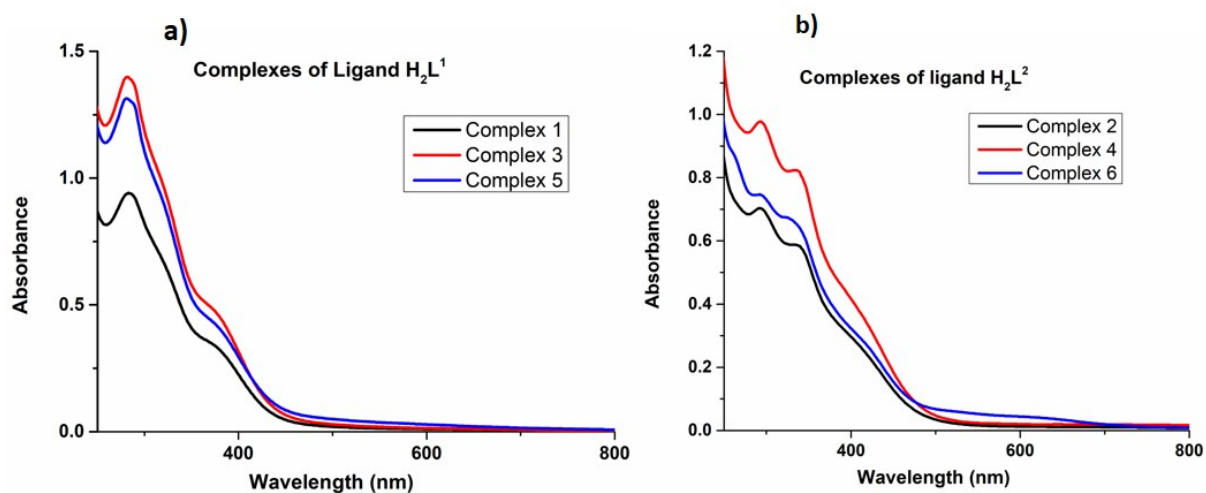 a)
Complexes of Ligand H₂L¹
Complex 1
Complex 3
Complex 5
1.5
1.0
0.5
0.0
Absorbance
400
600
800
Wavelength (nm)
b)
Complexes of ligand H₂L²
Complex 2
Complex 4
Complex 6
1.2
1.0
0.8
0.6
0.4
0.2
0.0
Absorbance
400
600
800
Wavelength (nm)